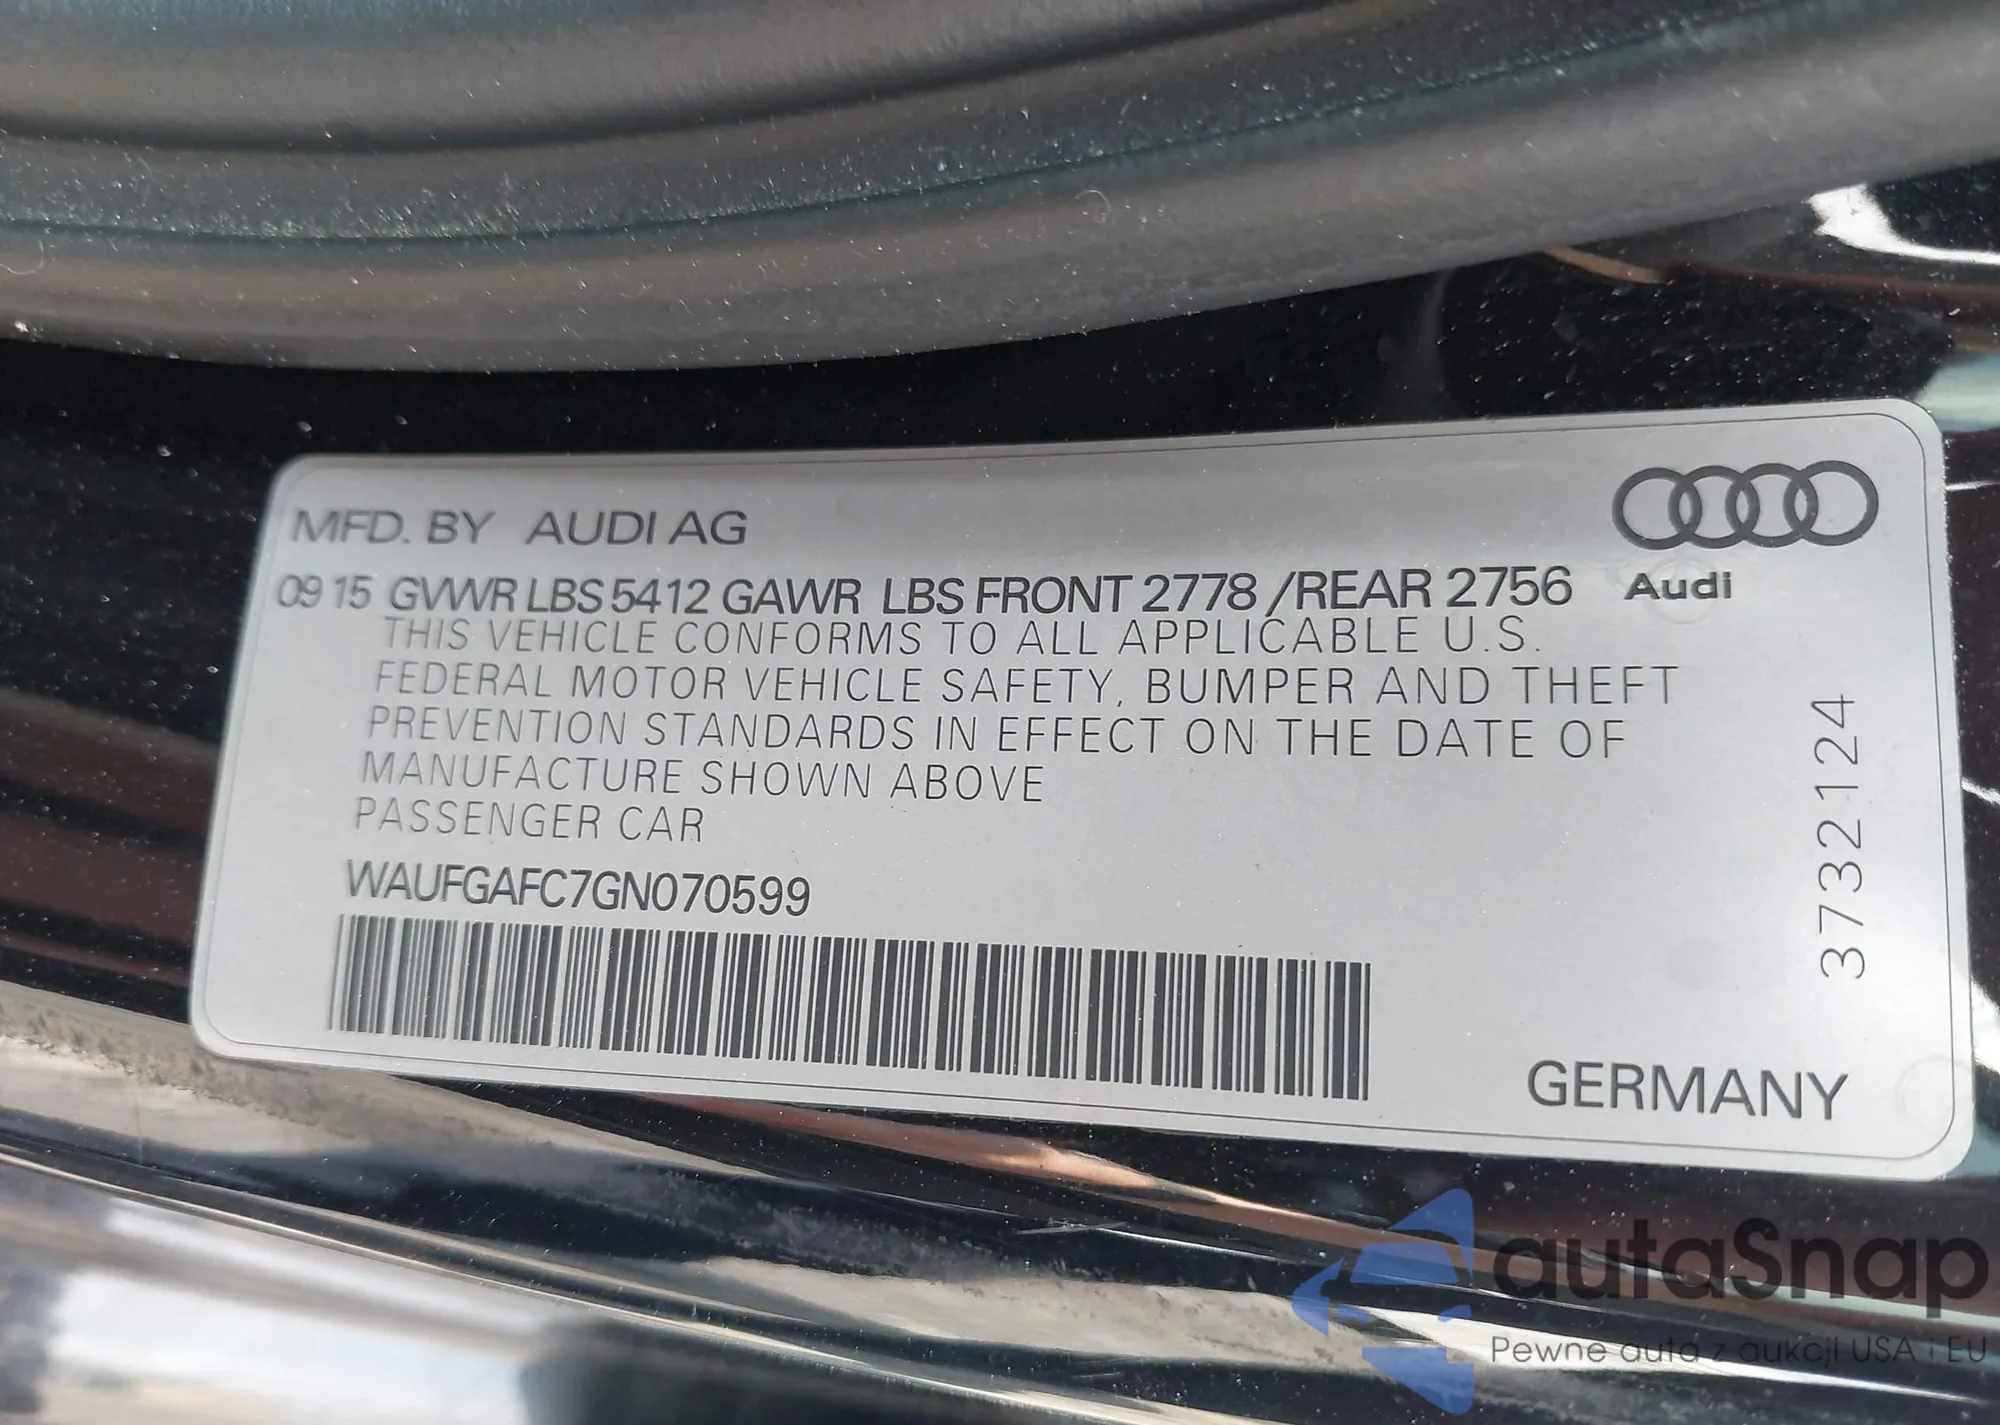 MFD. BY AUDI AG
09 15 GVWR LBS 5412 GAWR LBS FRONT 2778 /REAR 2756
Audi
THIS VEHICLE CONFORMS TO ALL APPLICABLE U.S.
FEDERAL MOTOR VEHICLE SAFETY, BUMPER AND THEFT
PREVENTION STANDARDS IN EFFECT ON THE DATE OF
MANUFACTURE SHOWN ABOVE
PASSENGER CAR
WAUFGAFC7GN070599
3732124
GERMANY
autaSnap
Pewne auta z aukcji USA i EU